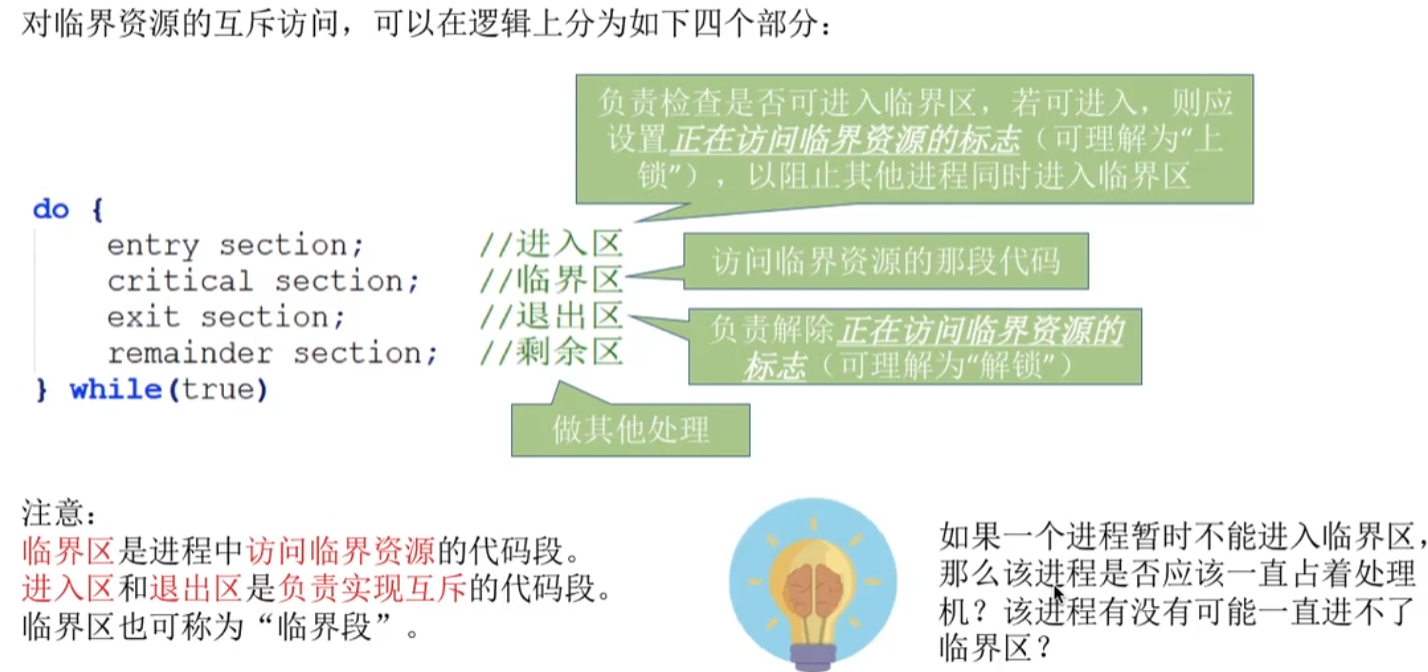 对临界资源的互斥访问，可以在逻辑上分为如下四个部分：
负责检查是否可进入临界区，若可进入，则应
设置正在访问临界资源的标志（可理解为“上
锁”），以阻止其他进程同时进入临界区
do {
entry section; //进入区
critical section; //临界区
exit section; //退出区
remainder section; //剩余区
} while(true)
访问临界资源的那段代码
负责解除正在访问临界资源的
标志（可理解为“解锁”）
做其他处理
注意：
临界区是进程中访问临界资源的代码段。
进入区和退出区是负责实现互斥的代码段。
临界区也可称为“临界段”。
如果一个进程暂时不能进入临界区，
那么该进程是否应该一直占着处理
机？该进程有没有可能一直进不了
临界区？